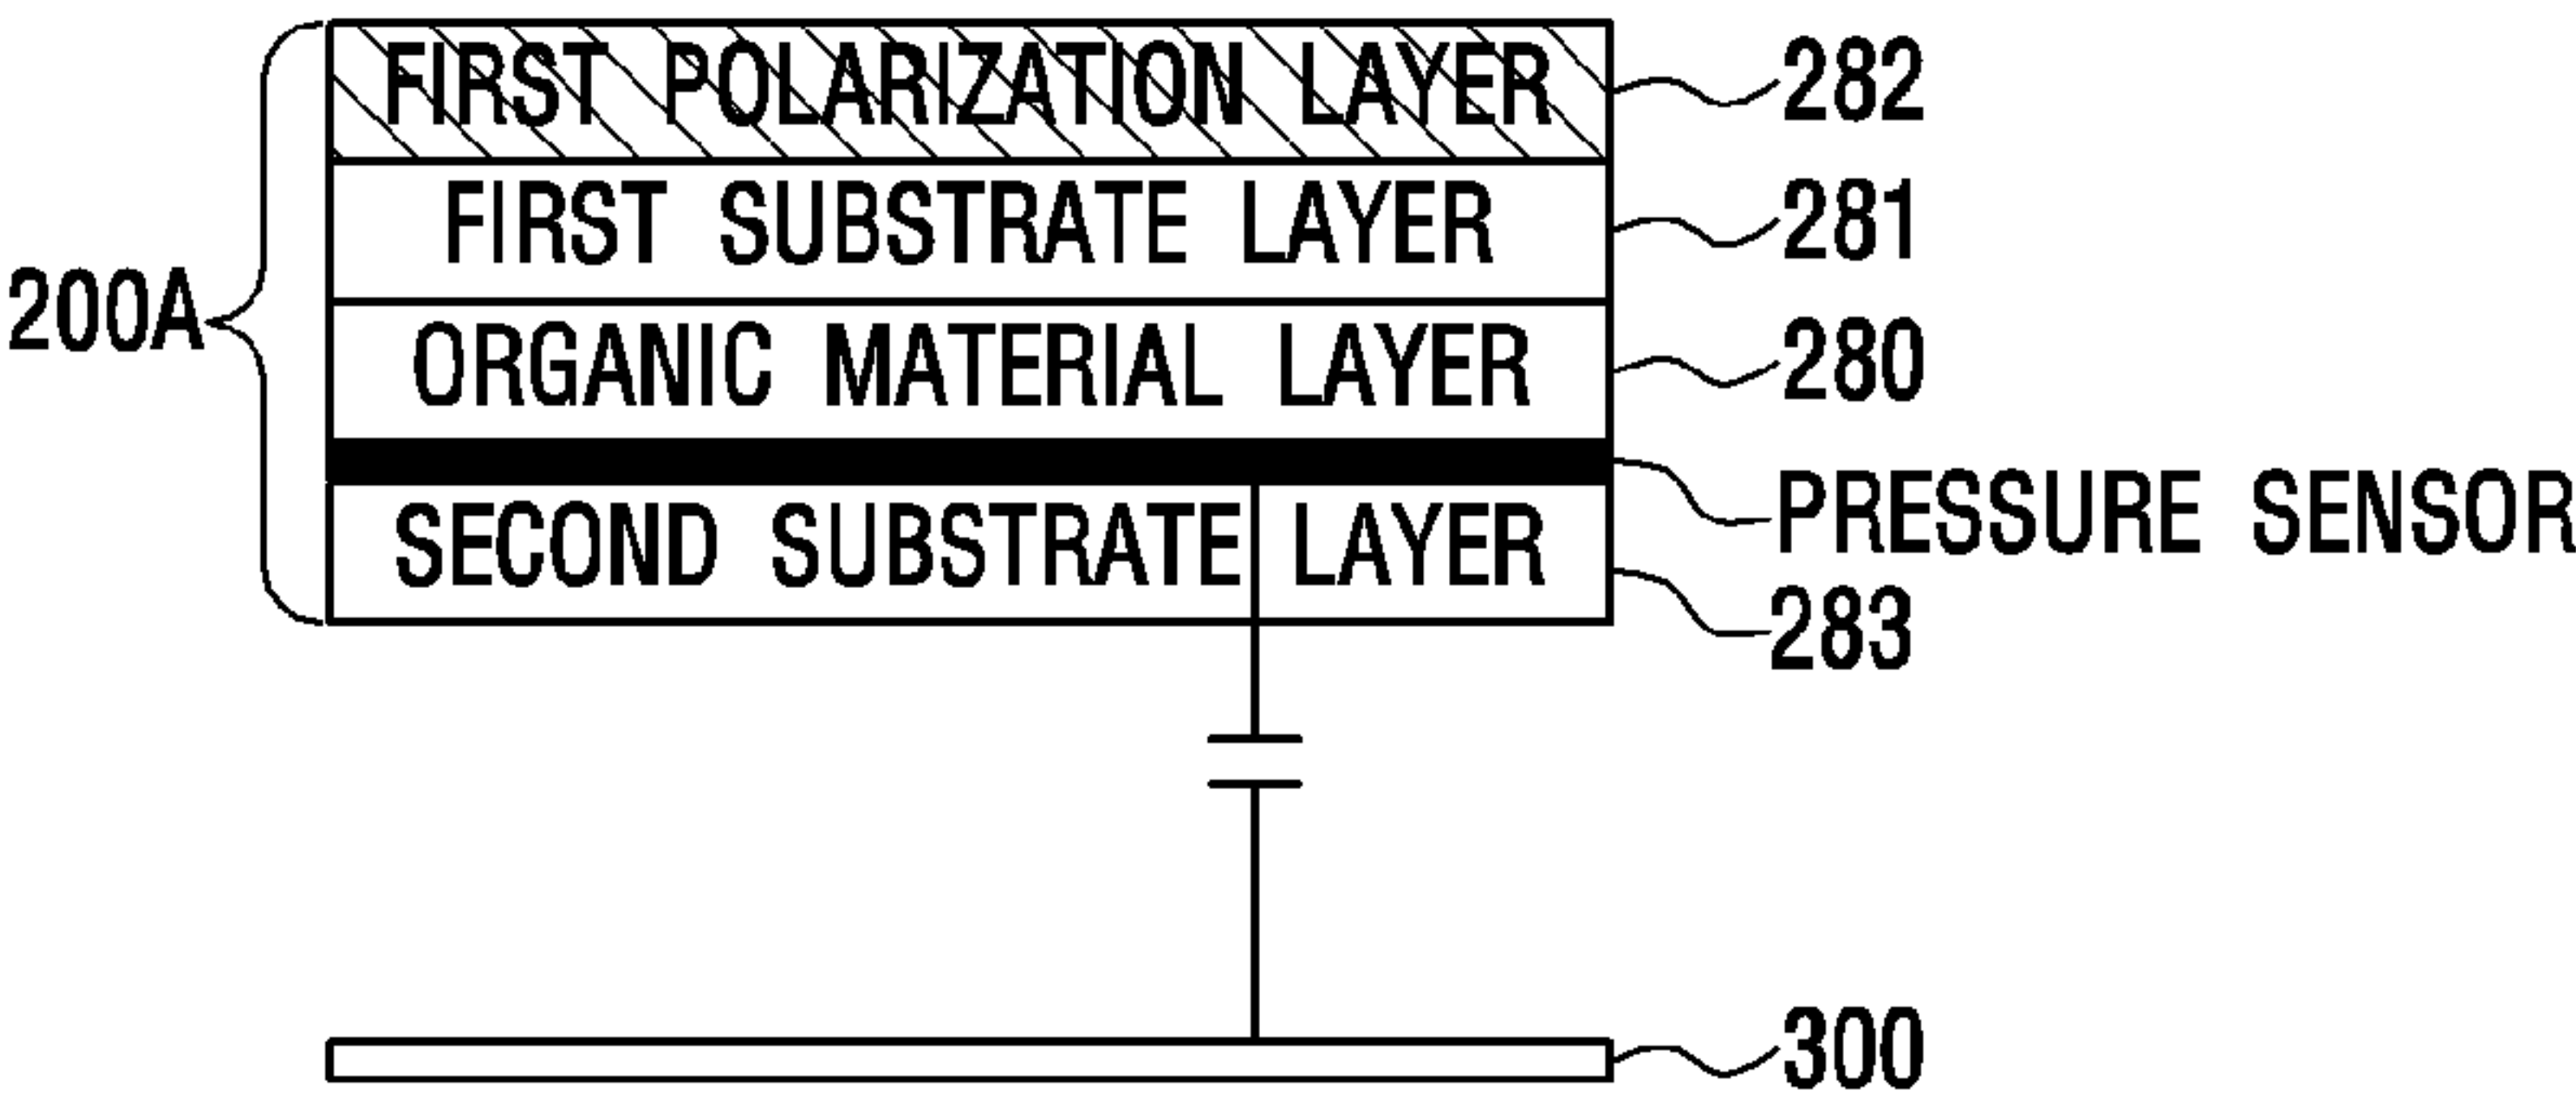 FIRST POLARIZATION LAYER 282
FIRST SUBSTRATE LAYER 281
200A
ORGANIC MATERIAL LAYER 280
PRESSURE SENSOR
SECOND SUBSTRATE LAYER
283
300